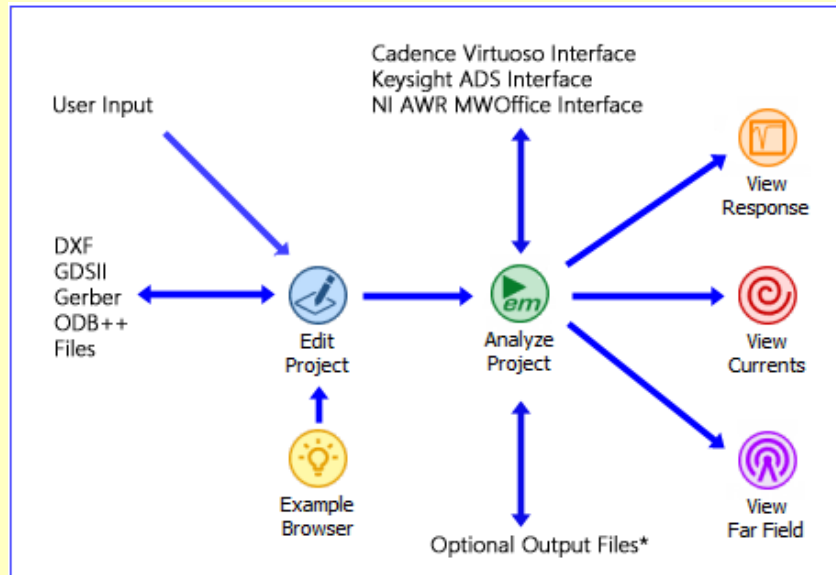 Cadence Virtuoso Interface
Keysight ADS Interface
NI AWR MWOffice Interface
User Input
View
Response
DXF
GDSII
Gerber
ODB++
Files
Edit
Project
em
Analyze
Project
View
Currents
Example
Browser
View
Far Field
Optional Output Files*